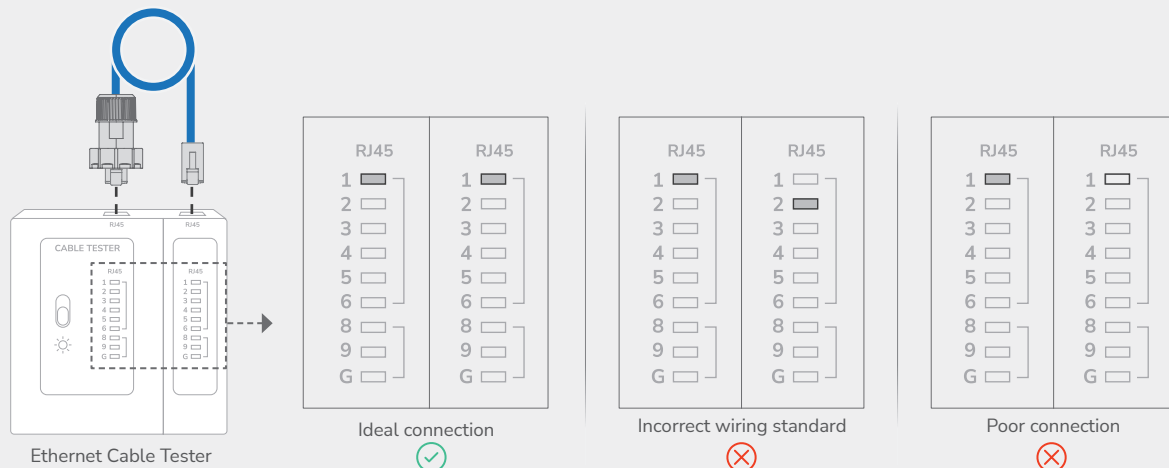 RJ45 RJ45
CABLE TESTER
RJ45 RJ45
1 1
2 2
3 3
4 4
5 5
6 6
8 8
9 9
G G
Ethernet Cable Tester
RJ45 RJ45
1 1
2 2
3 3
4 4
5 5
6 6
8 8
9 9
G G
Ideal connection
RJ45 RJ45
1 1
2 2
3 3
4 4
5 5
6 6
8 8
9 9
G G
Incorrect wiring standard
RJ45 RJ45
1 1
2 2
3 3
4 4
5 5
6 6
8 8
9 9
G G
Poor connection